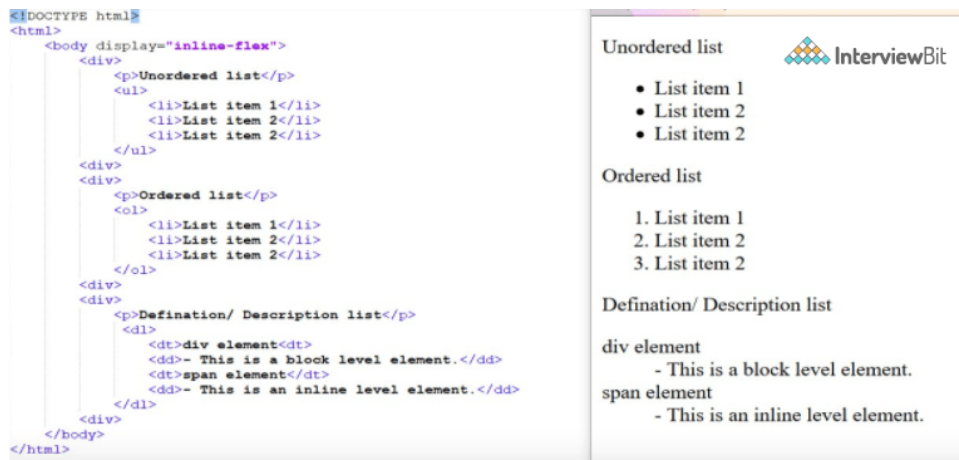 <!DOCTYPE html>
<html>
<body display="inline-flex">
<div>
<p>Unordered list</p>
<ul>
<li>List item 1</li>
<li>List item 2</li>
<li>List item 2</li>
</ul>
<div>
<div>
<p>Ordered list</p>
<ol>
<li>List item 1</li>
<li>List item 2</li>
<li>List item 2</li>
</ol>
<div>
<div>
<p>Defination/ Description list</p>
<dl>
<dt>div element<dt>
<dd>- This is a block level element.</dd>
<dt>span element</dt>
<dd>- This is an inline level element.</dd>
</dl>
<div>
</body>
</html>
InterviewBit
Unordered list
• List item 1
• List item 2
• List item 2
Ordered list
1. List item 1
2. List item 2
3. List item 2
Defination/ Description list
div element
- This is a block level element.
span element
- This is an inline level element.